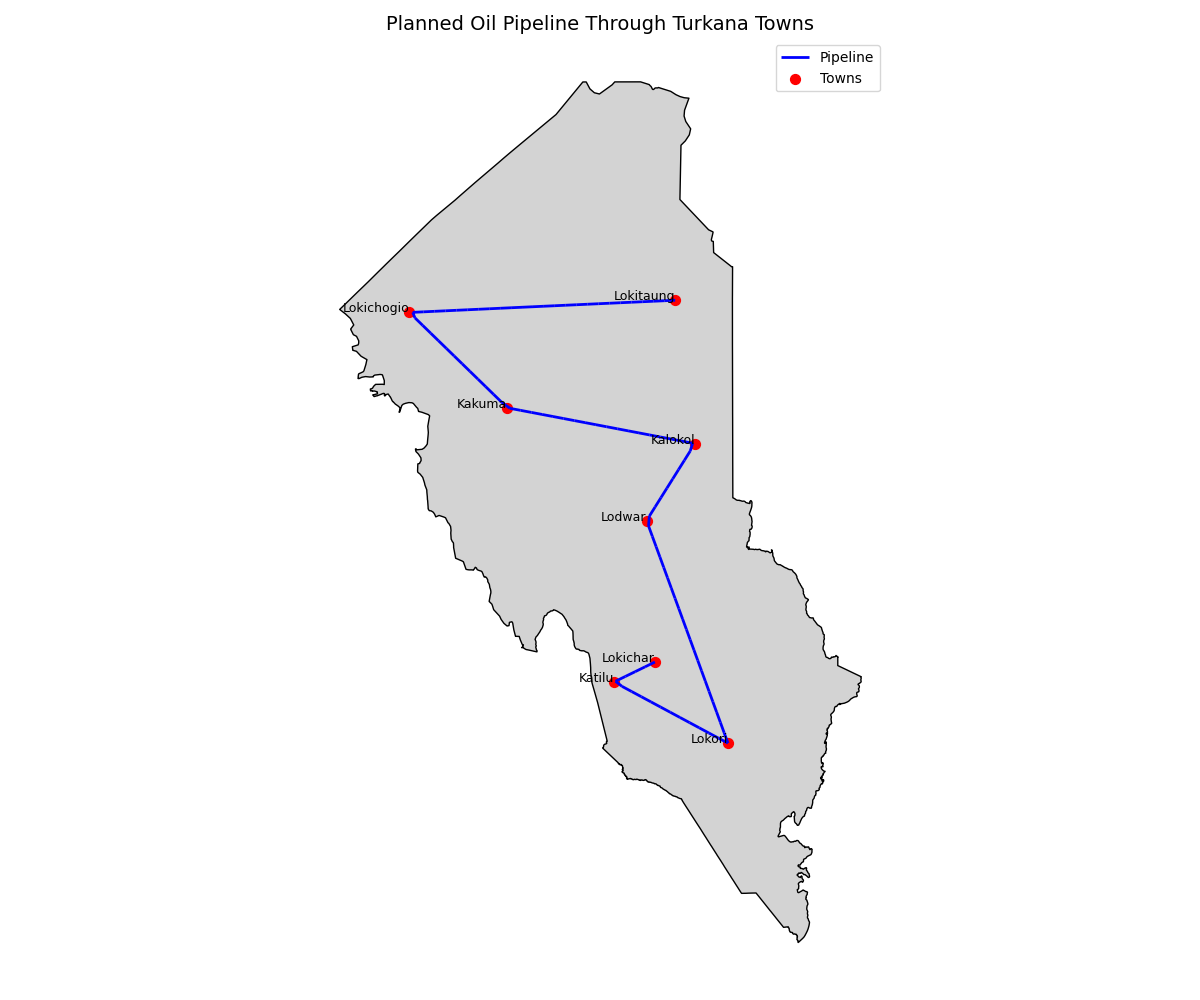 Planned Oil Pipeline Through Turkana Towns
Pipeline
Towns
Lokitaung
Lokichogio
Kakuma
Kalokol
Lodwar
Lokichar
Katilu
Lokori